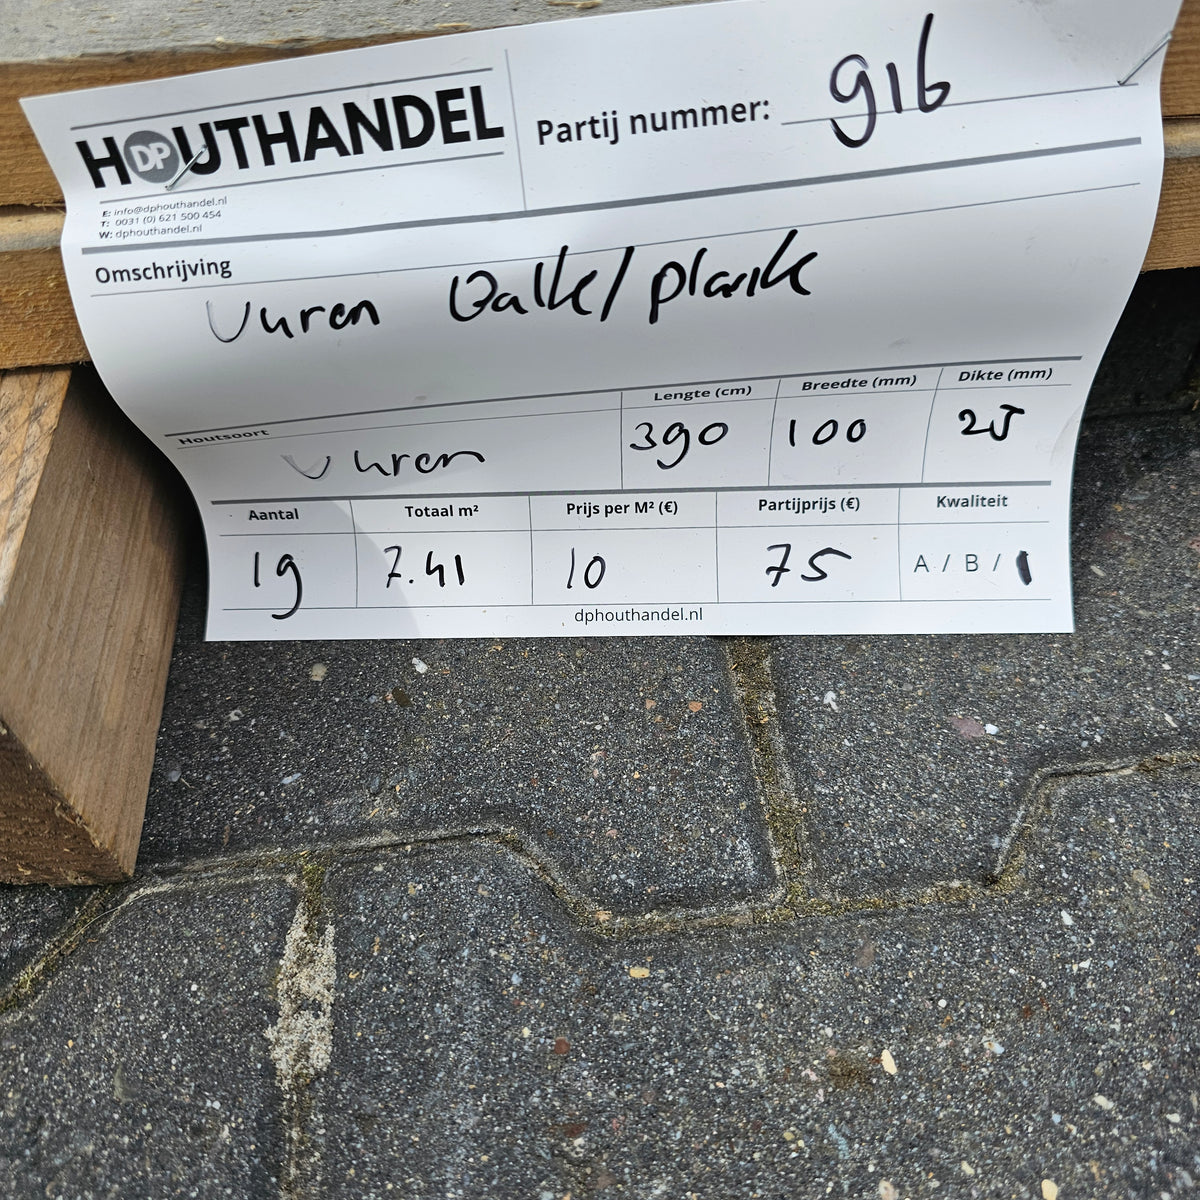 HOUTHANDEL
DP
E: info@dphouthandel.nl
T: 0031 (0) 621 500 454
W: dphouthandel.nl
Partij nummer: 916
Omschrijving
Vuren Balk/plank
Houtsoort Lengte (cm) Breedte (mm) Dikte (mm)
Vuren 390 100 25
Aantal Totaal m² Prijs per M² (€) Partijprijs (€) Kwaliteit
19 7.41 10 75 A / B /
dphouthandel.nl